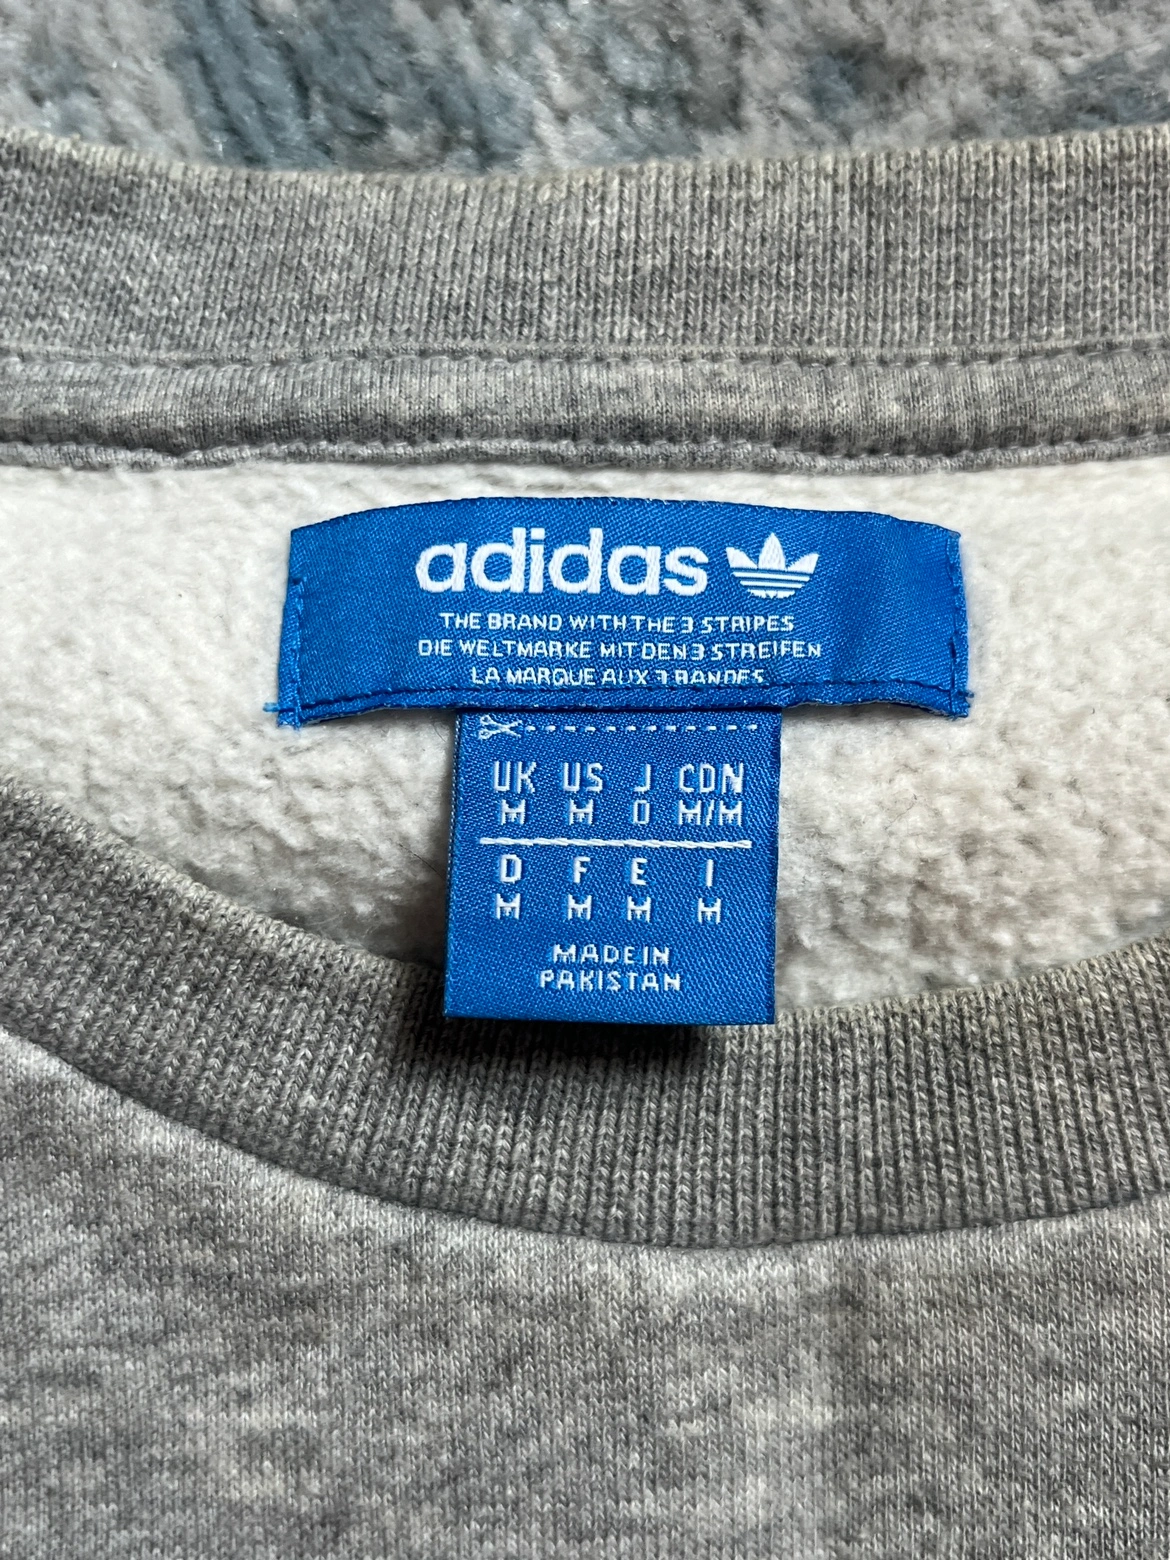 adidas
THE BRAND WITH THE 3 STRIPES
DIE WELTMARKE MIT DEN 3 STREIFEN
LA MARQUE AUX 3 BANDES
UK US J CDN
M M O M/M
D F E I
M M M M
MADE IN
PAKISTAN